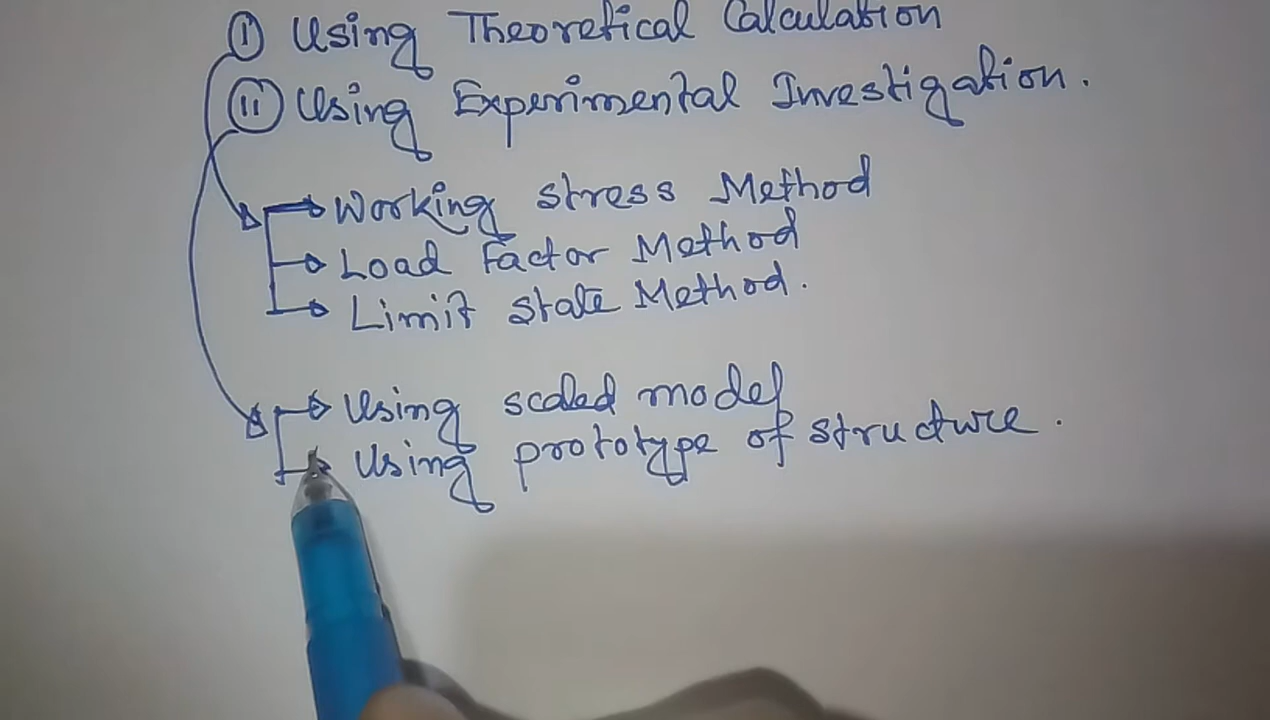 (I) Using Theoretical Calculation
(II) Using Experimental Investigation.
Working stress Method
Load Factor Method
Limit State Method.
Using scaled model
Using prototype of structure.